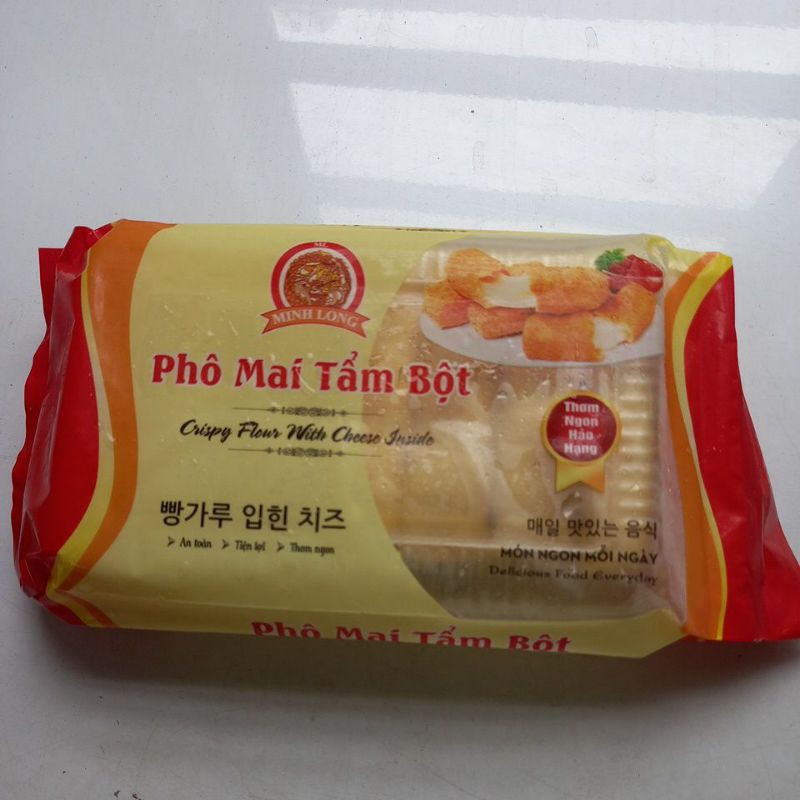 ML
MINH LONG
Phô Mai Tẩm Bột
Crispy Flour With Cheese Inside
빵가루 입힌 치즈
➤ An toàn ➤ Tiện lợi ➤ Thơm ngon
Thơm
Ngon
Hảo
Hạng
매일 맛있는 음식
MÓN NGON MỖI NGÀY
Delicious Food Everyday
Phô Mai Tẩm Bột